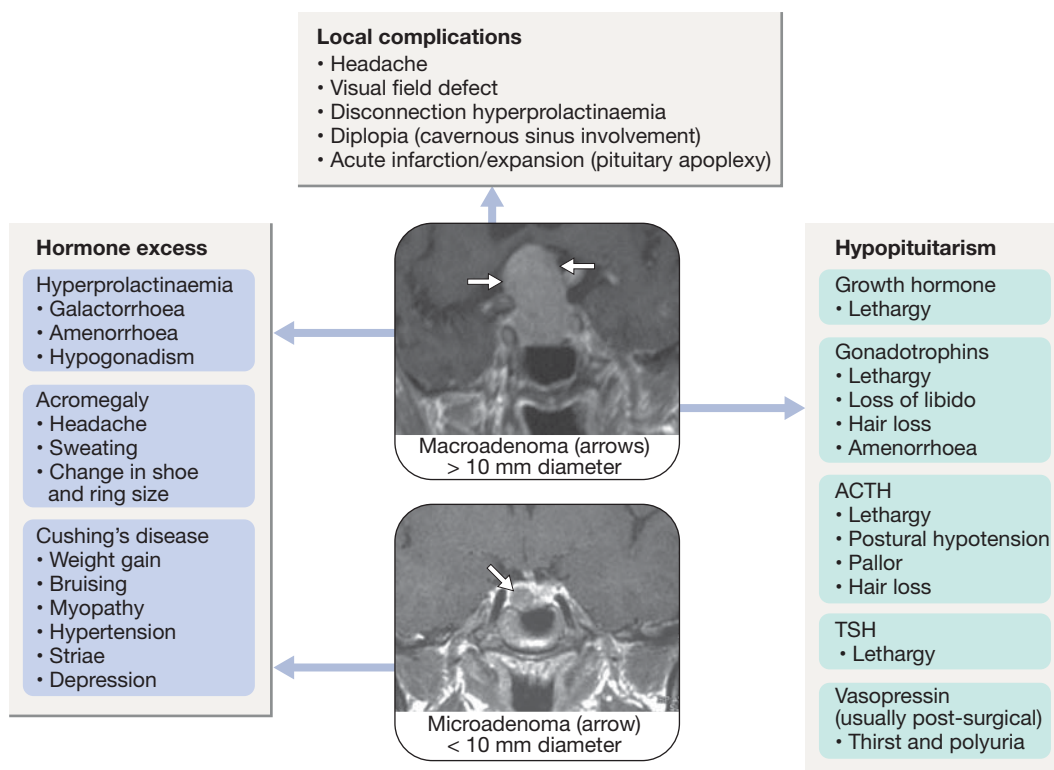 Local complications
• Headache
• Visual field defect
• Disconnection hyperprolactinaemia
• Diplopia (cavernous sinus involvement)
• Acute infarction/expansion (pituitary apoplexy)
Hormone excess
Hyperprolactinaemia
• Galactorrhoea
• Amenorrhoea
• Hypogonadism
Acromegaly
• Headache
• Sweating
• Change in shoe
and ring size
Cushing's disease
• Weight gain
• Bruising
• Myopathy
• Hypertension
• Striae
• Depression
Macroadenoma (arrows)
> 10 mm diameter
Microadenoma (arrow)
< 10 mm diameter
Hypopituitarism
Growth hormone
• Lethargy
Gonadotrophins
• Lethargy
• Loss of libido
• Hair loss
• Amenorrhoea
ACTH
• Lethargy
• Postural hypotension
• Pallor
• Hair loss
TSH
• Lethargy
Vasopressin
(usually post-surgical)
• Thirst and polyuria